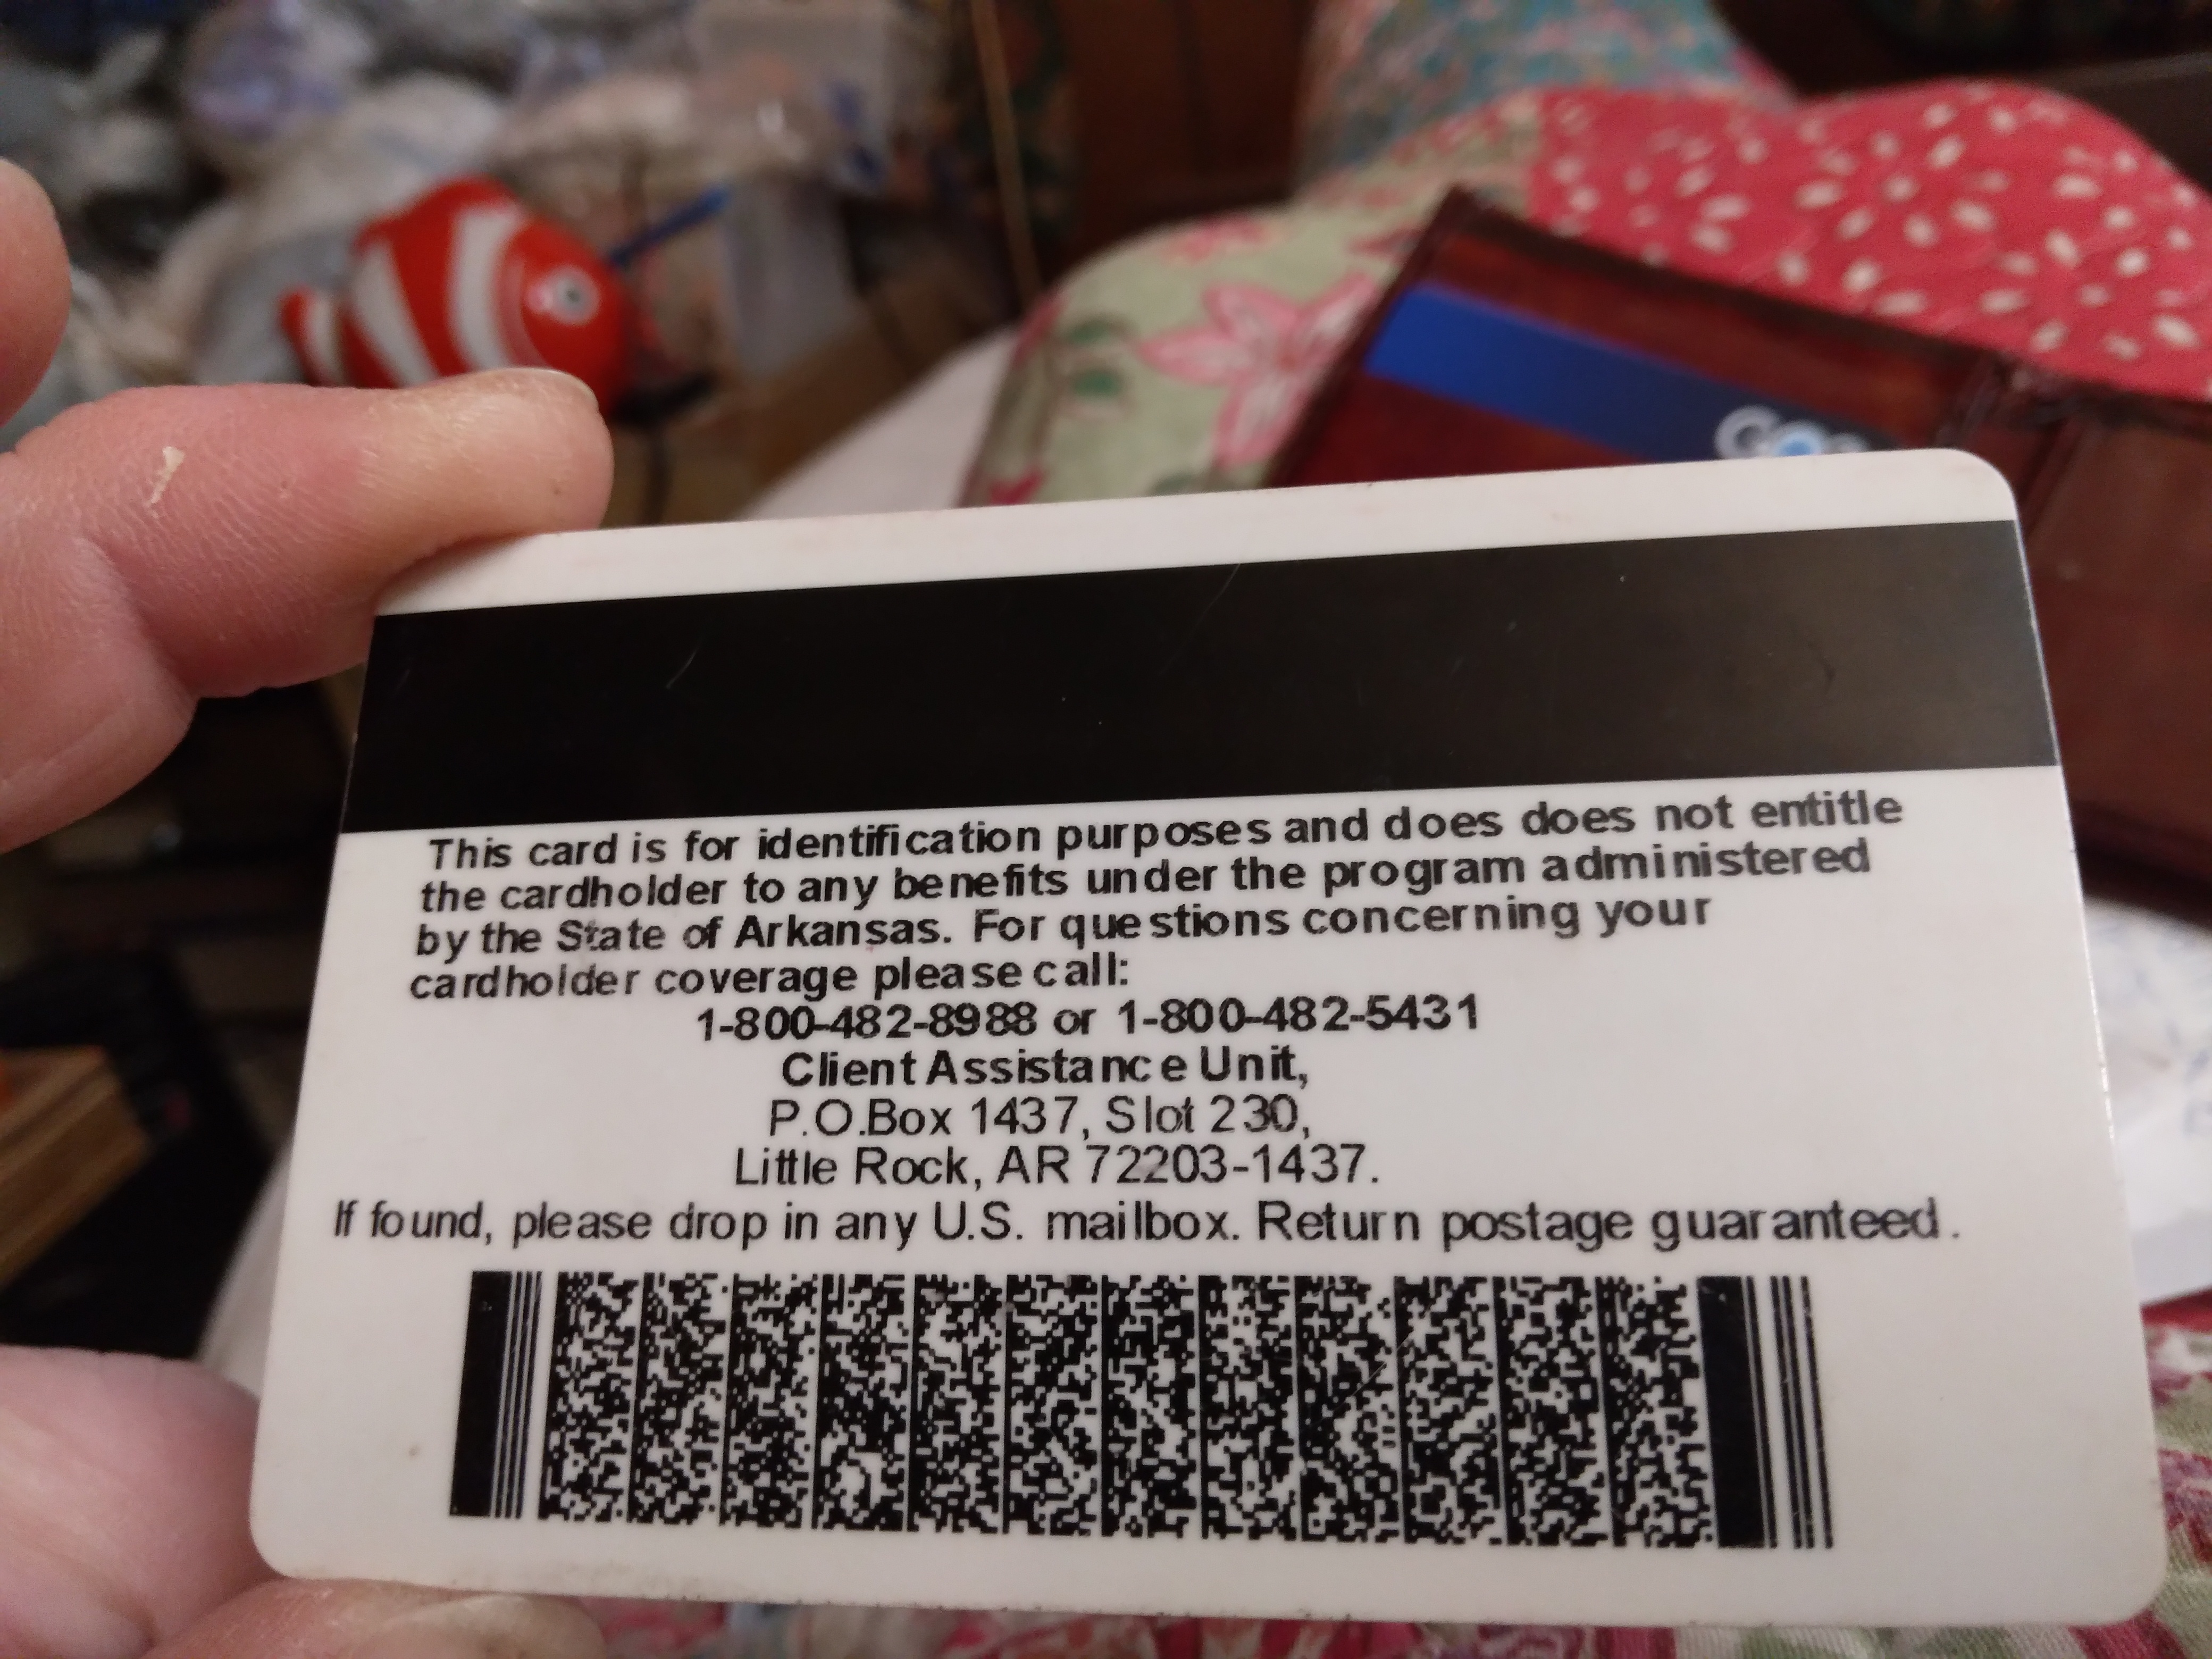 This card is for identification purposes and does does not entitle
the cardholder to any benefits under the program administered
by the State of Arkansas. For questions concerning your
cardholder coverage please call:
1-800-482-8988 or 1-800-482-5431
Client Assistance Unit,
P.O.Box 1437, Slot 230,
Little Rock, AR 72203-1437.
If found, please drop in any U.S. mailbox. Return postage guaranteed.